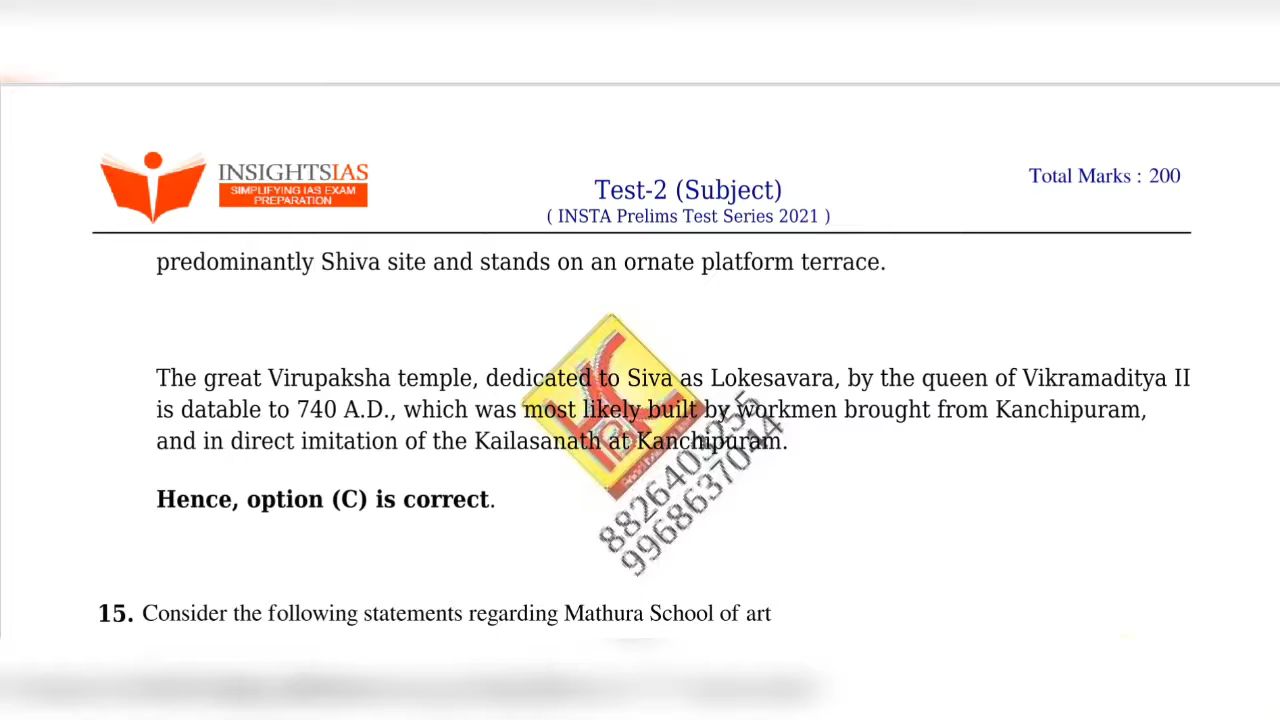 INSIGHTSIAS
SIMPLIFYING IAS EXAM
PREPARATION
Test-2 (Subject)
( INSTA Prelims Test Series 2021 )
Total Marks : 200
predominantly Shiva site and stands on an ornate platform terrace.
The great Virupaksha temple, dedicated to Siva as Lokesavara, by the queen of Vikramaditya II
is datable to 740 A.D., which was most likely built by workmen brought from Kanchipuram,
and in direct imitation of the Kailasanath at Kanchipuram.
Hence, option (C) is correct.
8826403255
9968637044
15. Consider the following statements regarding Mathura School of art